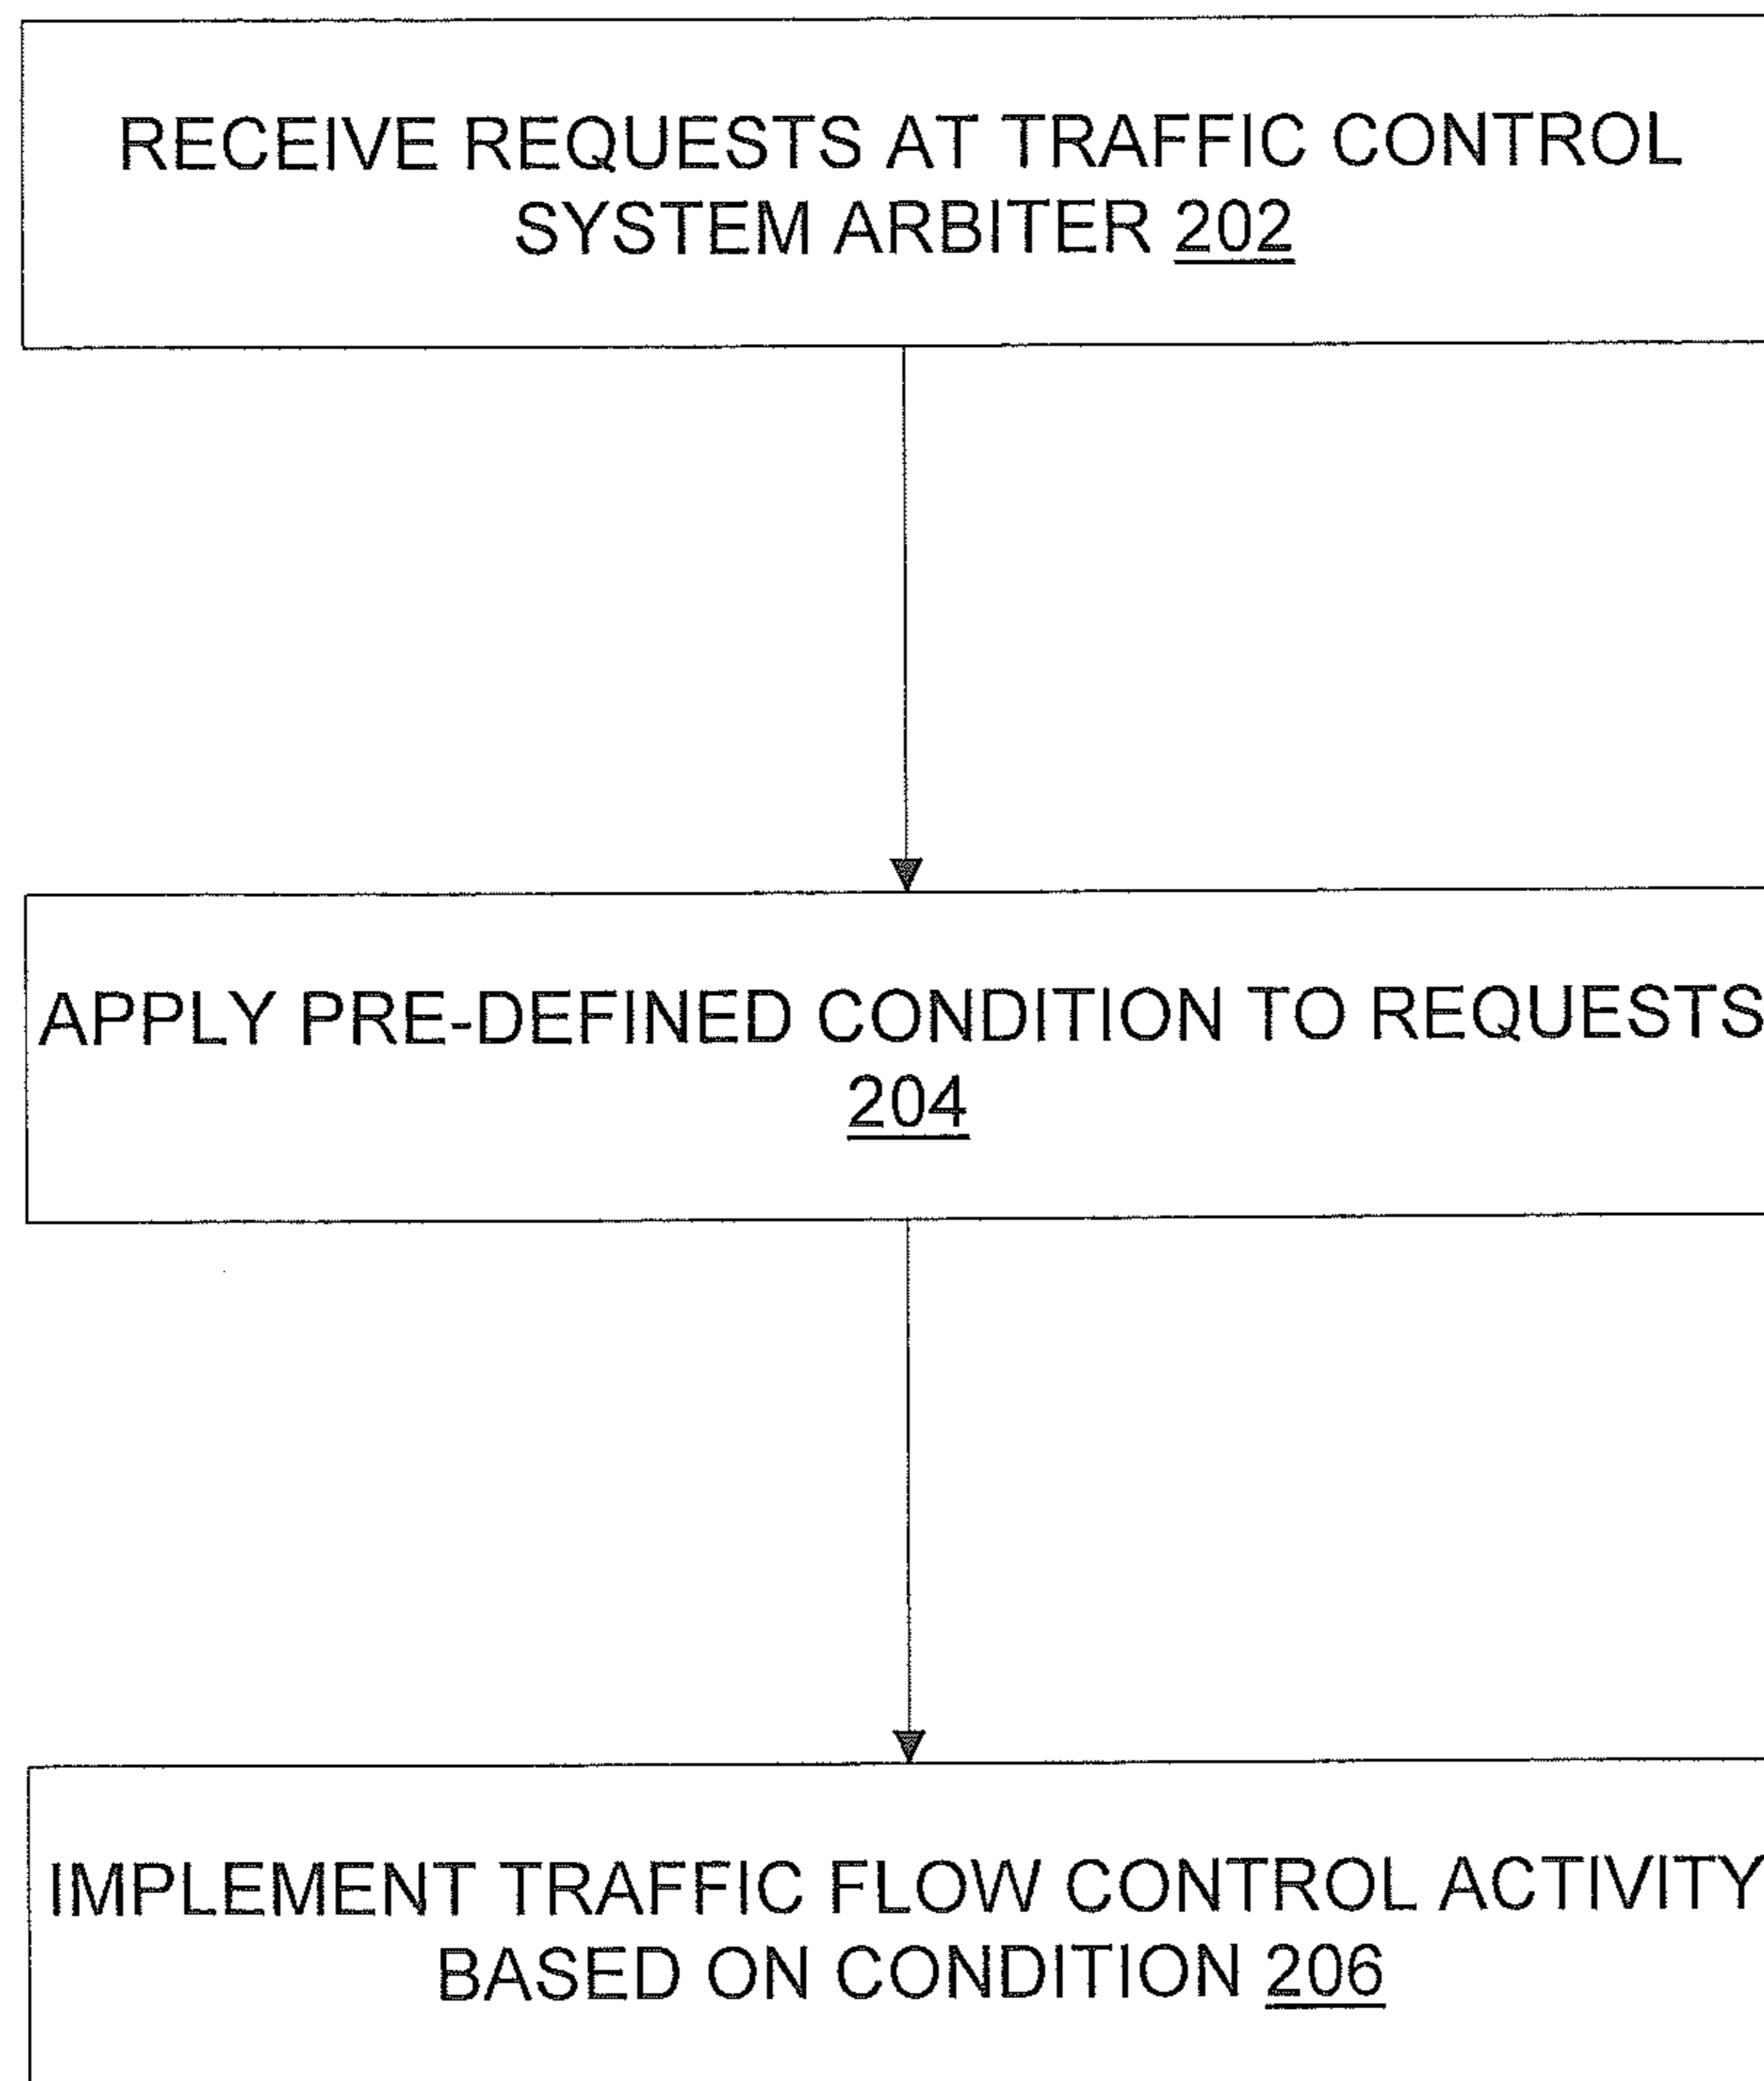 RECEIVE REQUESTS AT TRAFFIC CONTROL
SYSTEM ARBITER 202
APPLY PRE-DEFINED CONDITION TO REQUESTS
204
IMPLEMENT TRAFFIC FLOW CONTROL ACTIVITY
BASED ON CONDITION 206